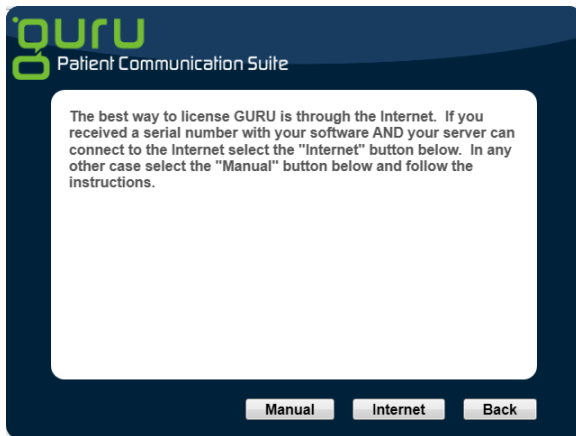 guru
Patient Communication Suite
The best way to license GURU is through the Internet.  If you
received a serial number with your software AND your server can
connect to the Internet select the "Internet" button below.  In any
other case select the "Manual" button below and follow the
instructions.
Manual
Internet
Back